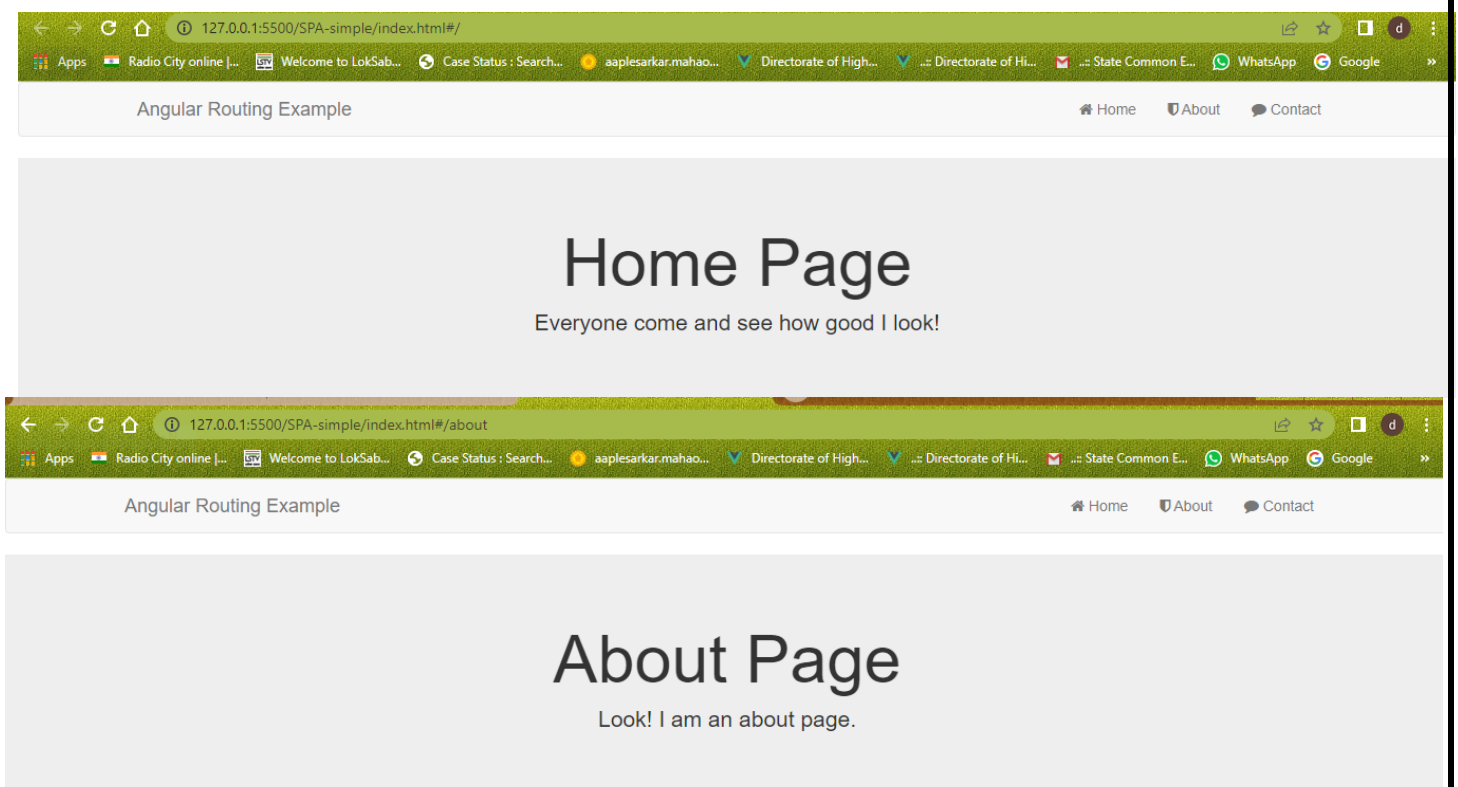 127.0.0.1:5500/SPA-simple/index.html#/
d
Apps Radio City online |... Welcome to LokSab... Case Status : Search... aaplesarkar.mahao... Directorate of High... ..:: Directorate of Hi... ..:: State Common E... WhatsApp Google »
Angular Routing Example Home About Contact
Home Page
Everyone come and see how good I look!
127.0.0.1:5500/SPA-simple/index.html#/about
d
Apps Radio City online |... Welcome to LokSab... Case Status : Search... aaplesarkar.mahao... Directorate of High... ..:: Directorate of Hi... ..:: State Common E... WhatsApp Google »
Angular Routing Example Home About Contact
About Page
Look! I am an about page.